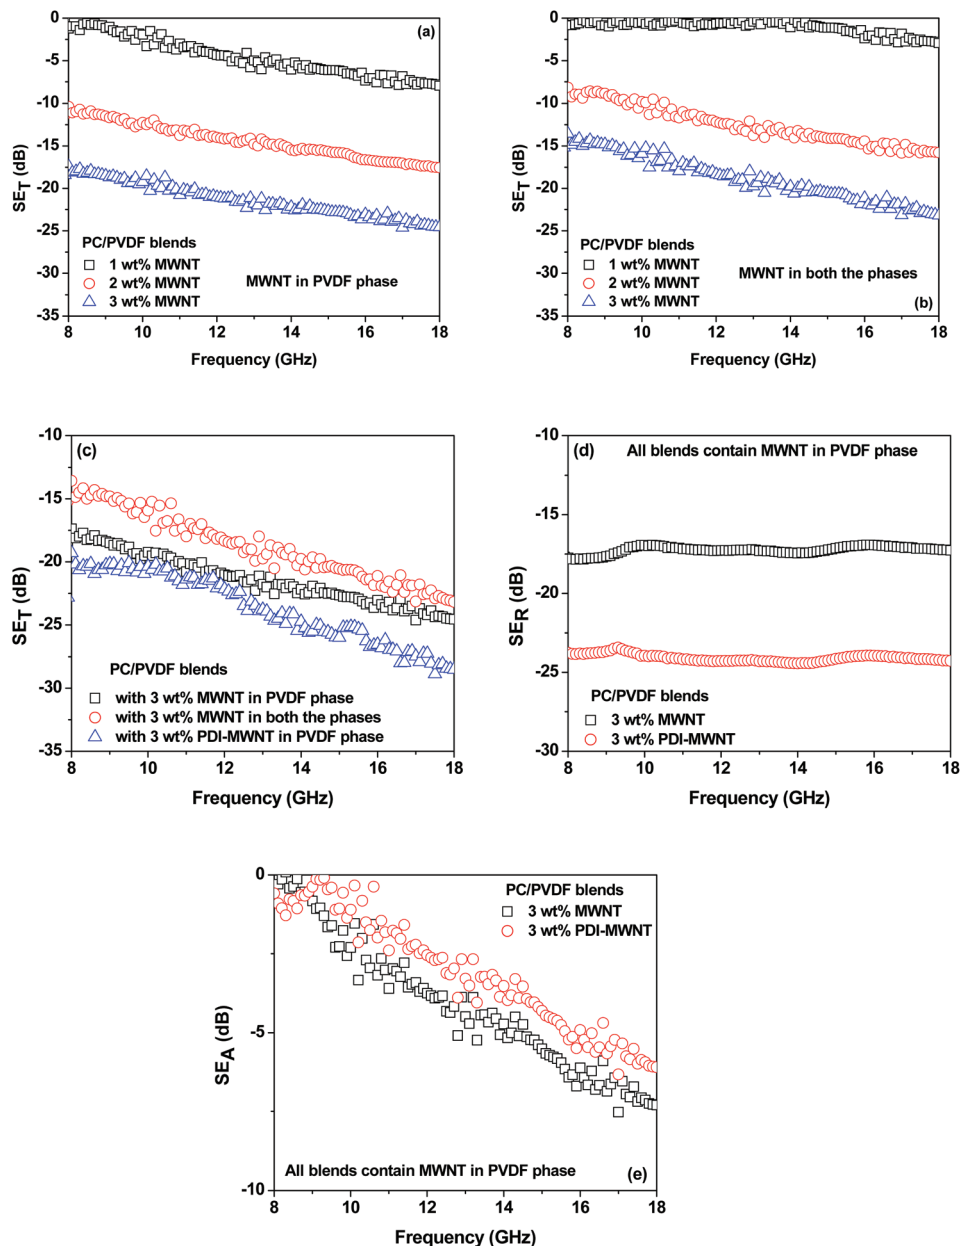 (a)
0
-5
-10
-15
-20
-25
-30
-35
SE_T (dB)
PC/PVDF blends
1 wt% MWNT
2 wt% MWNT
3 wt% MWNT
MWNT in PVDF phase
8 10 12 14 16 18
Frequency (GHz)
0
-5
-10
-15
-20
-25
-30
-35
SE_T (dB)
PC/PVDF blends
1 wt% MWNT
2 wt% MWNT
3 wt% MWNT
MWNT in both the phases
(b)
8 10 12 14 16 18
Frequency (GHz)
(c)
-10
-15
-20
-25
-30
-35
SE_T (dB)
PC/PVDF blends
with 3 wt% MWNT in PVDF phase
with 3 wt% MWNT in both the phases
with 3 wt% PDI-MWNT in PVDF phase
8 10 12 14 16 18
Frequency (GHz)
(d) All blends contain MWNT in PVDF phase
-10
-15
-20
-25
-30
SE_R (dB)
PC/PVDF blends
3 wt% MWNT
3 wt% PDI-MWNT
8 10 12 14 16 18
Frequency (GHz)
0
-5
-10
SE_A (dB)
PC/PVDF blends
3 wt% MWNT
3 wt% PDI-MWNT
All blends contain MWNT in PVDF phase (e)
8 10 12 14 16 18
Frequency (GHz)